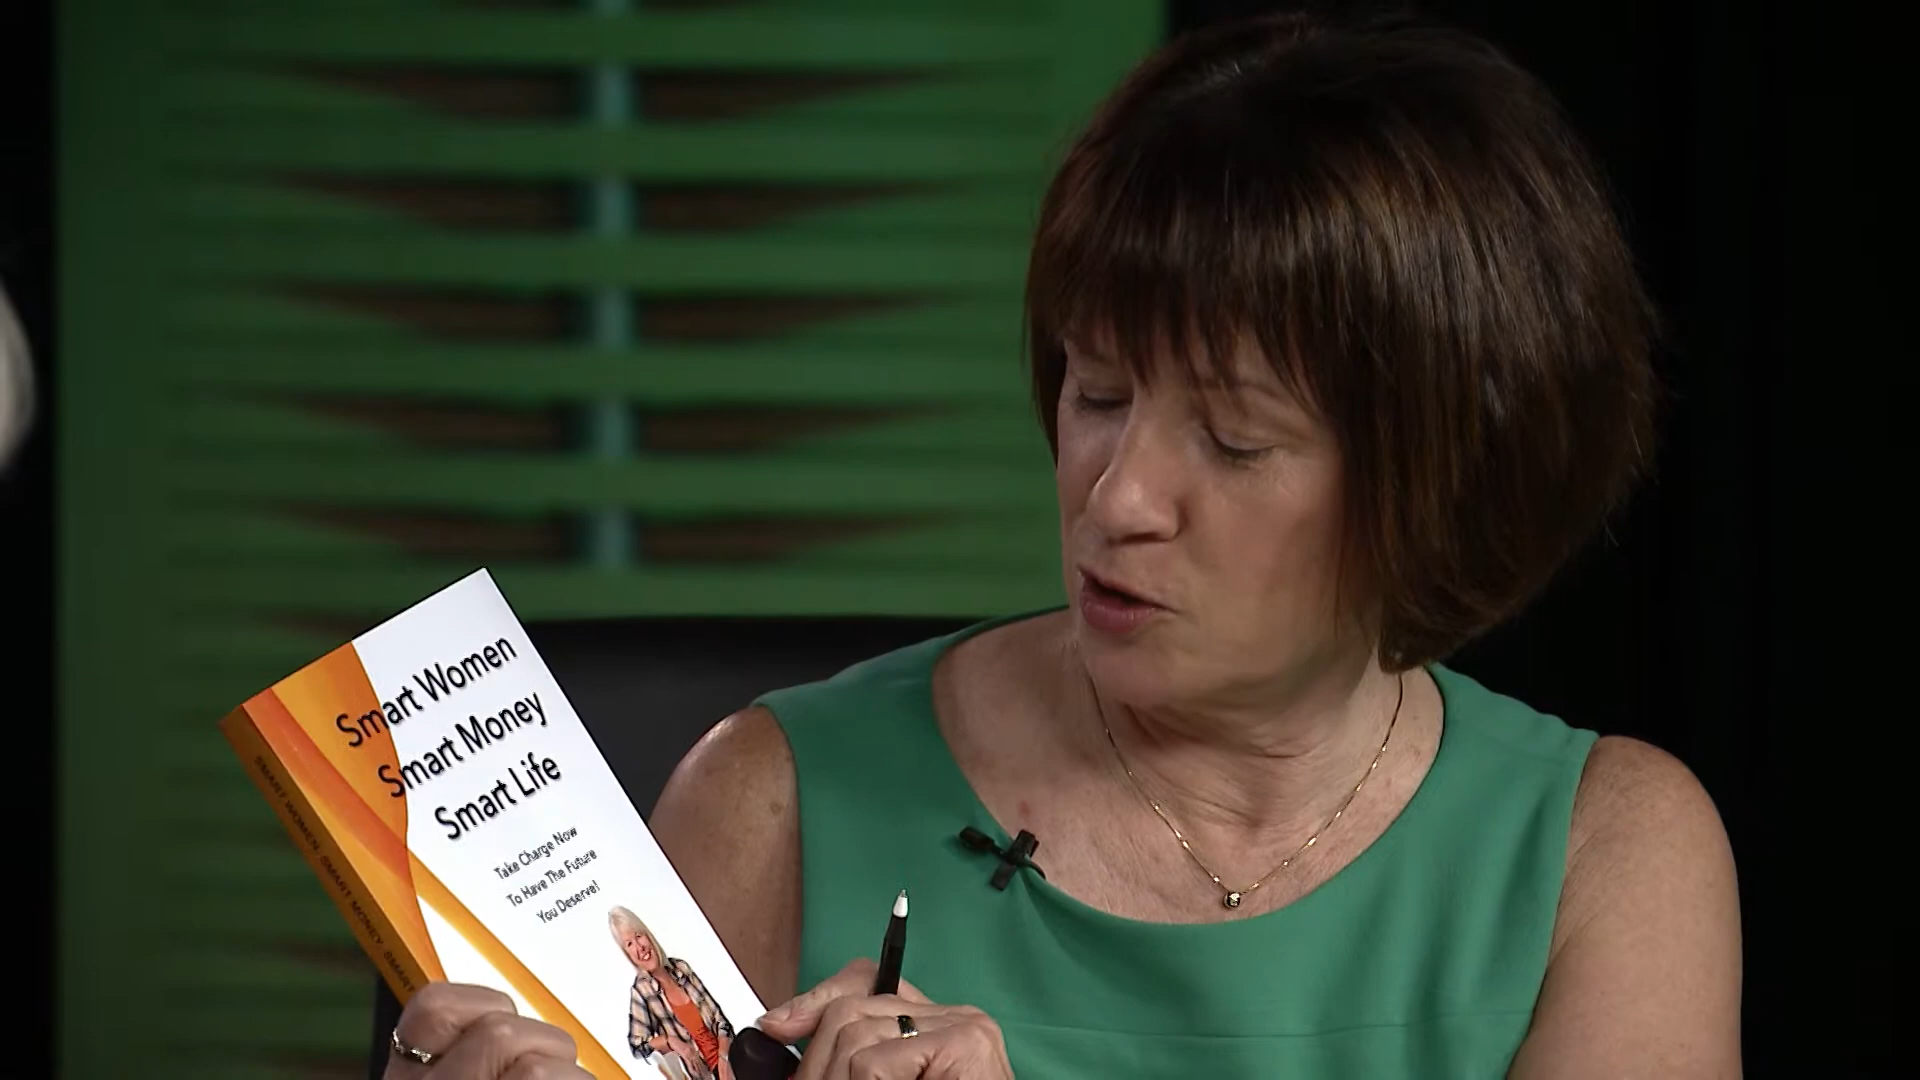 Smart Women
Smart Money
Smart Life
Take Charge Now
To Have The Future
You Deserve!
SMART WOMEN, SMART MONEY, SMART